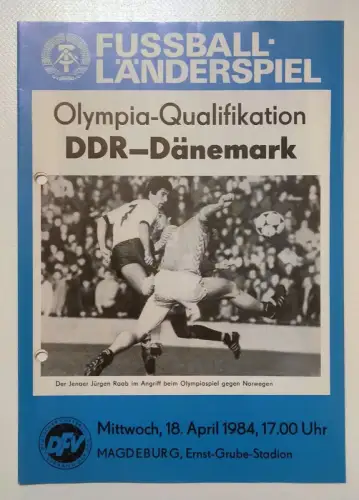 FUSSBALL-
LÄNDERSPIEL
Olympia-Qualifikation
DDR–Dänemark
Der Jenaer Jürgen Raab im Angriff beim Olympiaspiel gegen Norwegen
DFV
Mittwoch, 18. April 1984, 17.00 Uhr
MAGDEBURG, Ernst-Grube-Stadion